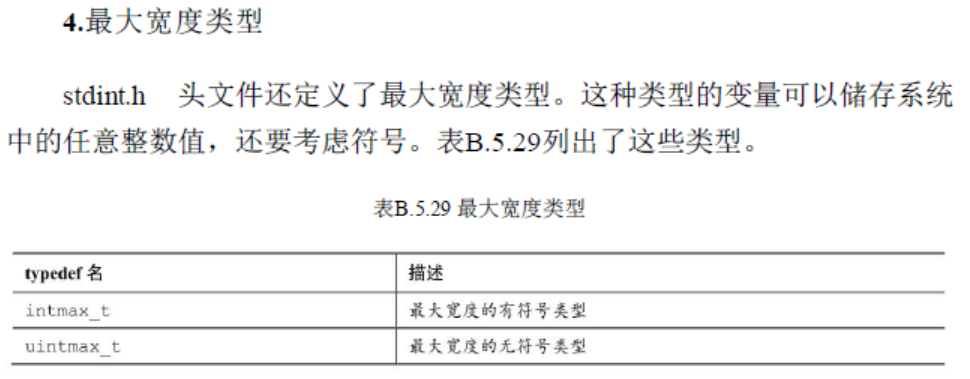 4.最大宽度类型
stdint.h 头文件还定义了最大宽度类型。这种类型的变量可以储存系统
中的任意整数值，还要考虑符号。表B.5.29列出了这些类型。
表B.5.29 最大宽度类型
typedef 名 描述
intmax_t 最大宽度的有符号类型
uintmax_t 最大宽度的无符号类型